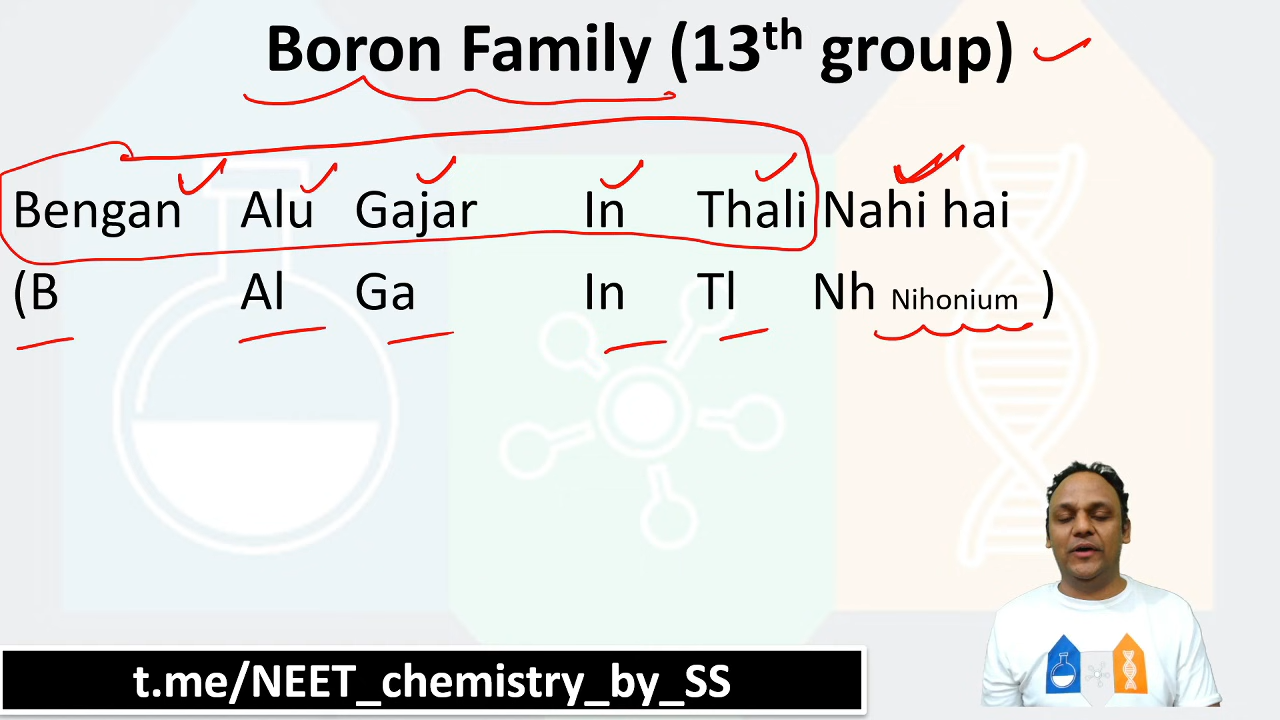 Boron Family (13th group)
Bengan Alu Gajar In Thali Nahi hai
(B Al Ga In Tl Nh Nihonium )
t.me/NEET_chemistry_by_SS